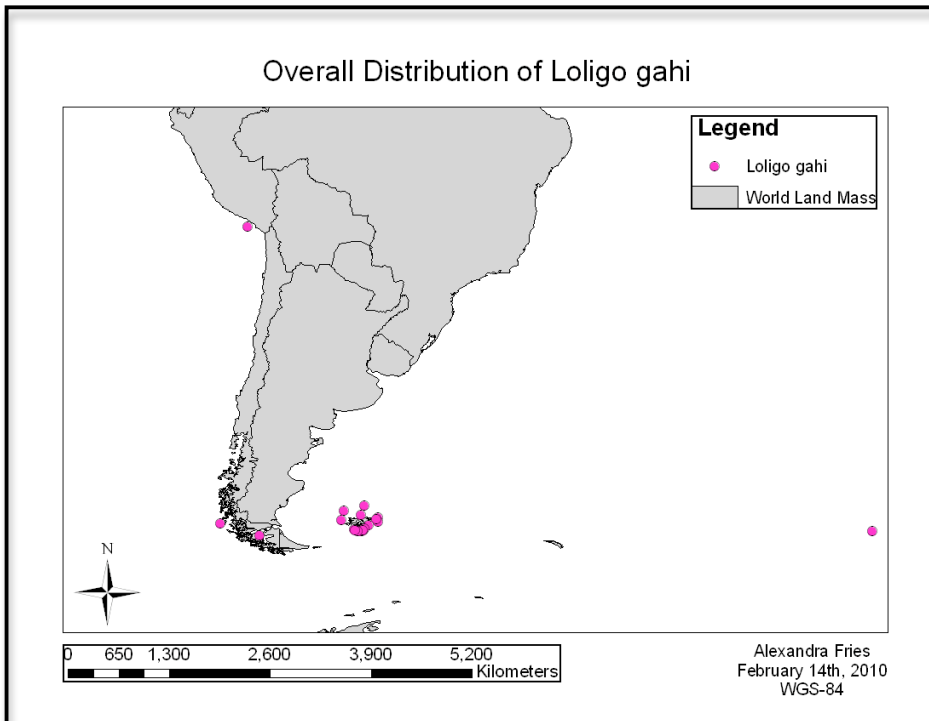 Overall Distribution of Loligo gahi
Legend
Loligo gahi
World Land Mass
N
0 650 1,300 2,600 3,900 5,200
Kilometers
Alexandra Fries
February 14th, 2010
WGS-84